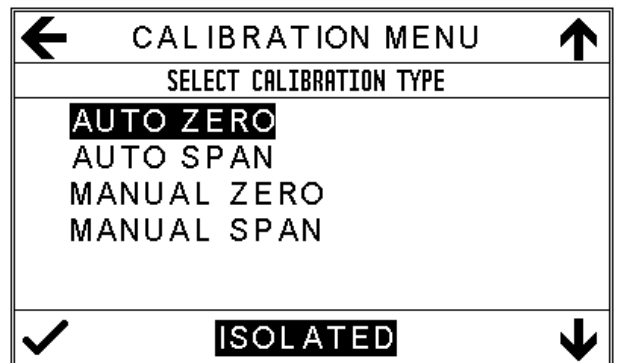 CALIBRATION MENU
SELECT CALIBRATION TYPE
AUTO ZERO
AUTO SPAN
MANUAL ZERO
MANUAL SPAN
ISOLATED